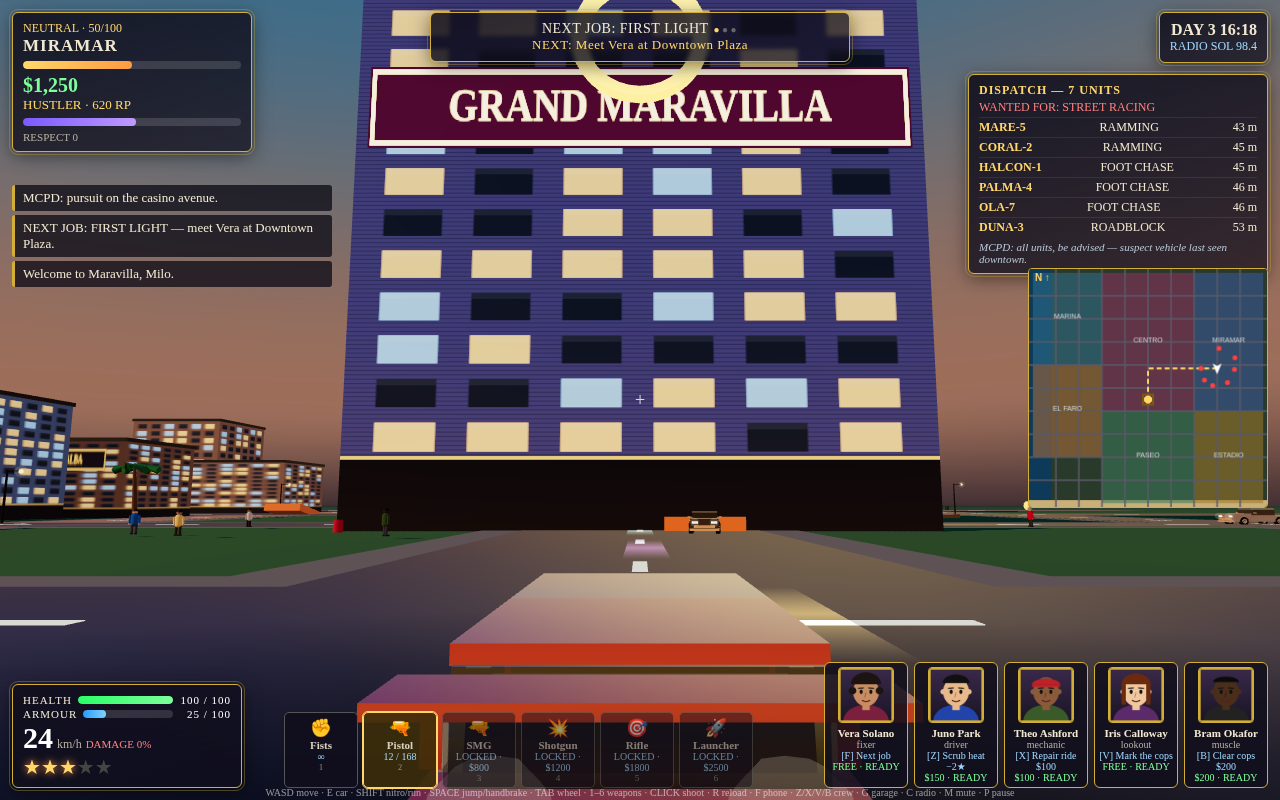 NEUTRAL · 50/100
MIRAMAR
$1,250
HUSTLER · 620 RP
RESPECT 0
NEXT JOB: FIRST LIGHT
NEXT: Meet Vera at Downtown Plaza
DAY 3 16:18
RADIO SOL 98.4
DISPATCH — 7 UNITS
WANTED FOR: STREET RACING
MARE-5 RAMMING 43 m
CORAL-2 RAMMING 45 m
HALCON-1 FOOT CHASE 45 m
PALMA-4 FOOT CHASE 46 m
OLA-7 FOOT CHASE 46 m
DUNA-3 ROADBLOCK 53 m
MCPD: all units, be advised — suspect vehicle last seen
downtown.
MCPD: pursuit on the casino avenue.
NEXT JOB: FIRST LIGHT — meet Vera at Downtown
Plaza.
Welcome to Maravilla, Milo.
GRAND MARAVILLA
N ↑
MARINA
CENTRO
MIRAMAR
EL FARO
PASEO
ESTADIO
HEALTH 100 / 100
ARMOUR 25 / 100
24 km/h DAMAGE 0%
Fists
∞
1
Pistol
12 / 168
2
SMG
LOCKED ·
$800
3
Shotgun
LOCKED ·
$1200
4
Rifle
LOCKED ·
$1800
5
Launcher
LOCKED ·
$2500
6
Vera Solano
fixer
[F] Next job
FREE · READY
Juno Park
driver
[Z] Scrub heat
−2★
$150 · READY
Theo Ashford
mechanic
[X] Repair ride
$100
$100 · READY
Iris Calloway
lookout
[V] Mark the cops
FREE · READY
Bram Okafor
muscle
[B] Clear cops
$200
$200 · READY
WASD move · E car · SHIFT nitro/run · SPACE jump/handbrake · TAB wheel · 1–6 weapons · CLICK shoot · R reload · F phone · Z/X/V/B crew · G garage · C radio · M mute · P pause